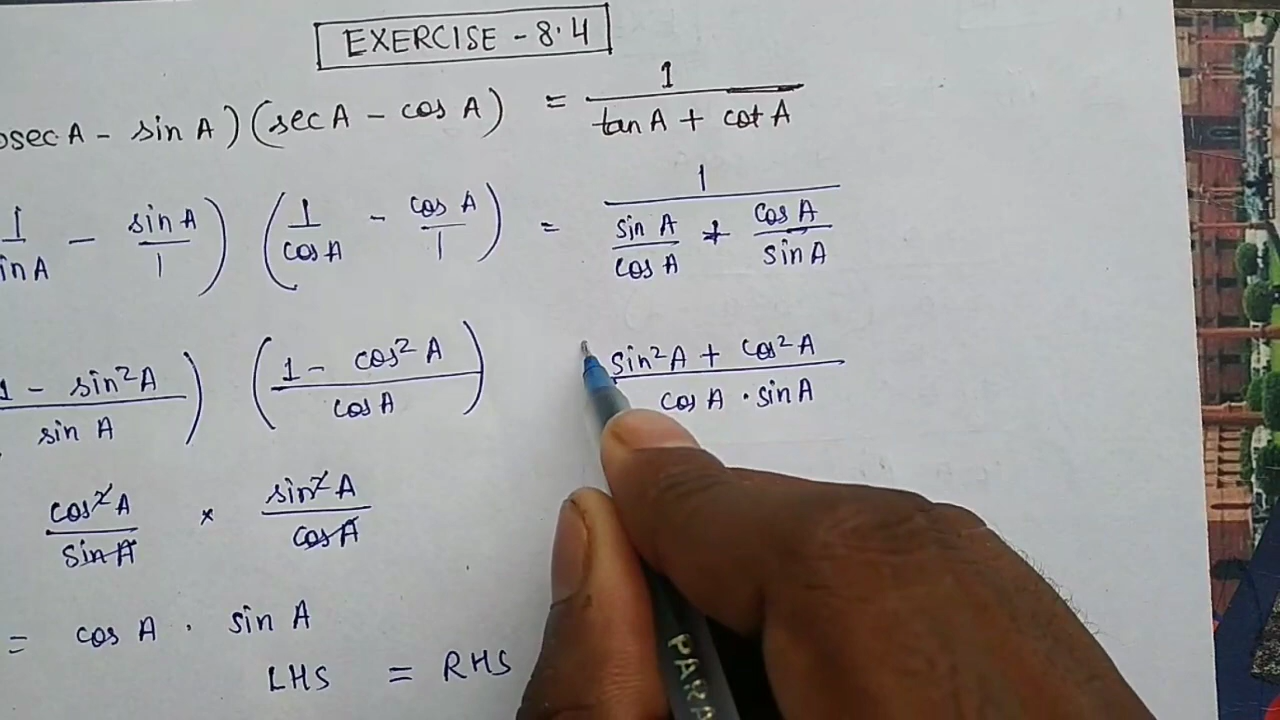 EXERCISE - 8.4
osec A - sin A) (sec A - cos A) = 1 / tan A + cot A
1 / in A - sin A / 1) (1 / cos A - cos A / 1) = 1 / sin A / cos A + cos A / sin A
1 - sin²A / sin A) (1 - cos² A / cos A) sin²A + cos²A / cos A · sin A
cos²A / sin A × sin²A / cos A
= cos A · sin A
LHS = RHS
PARA